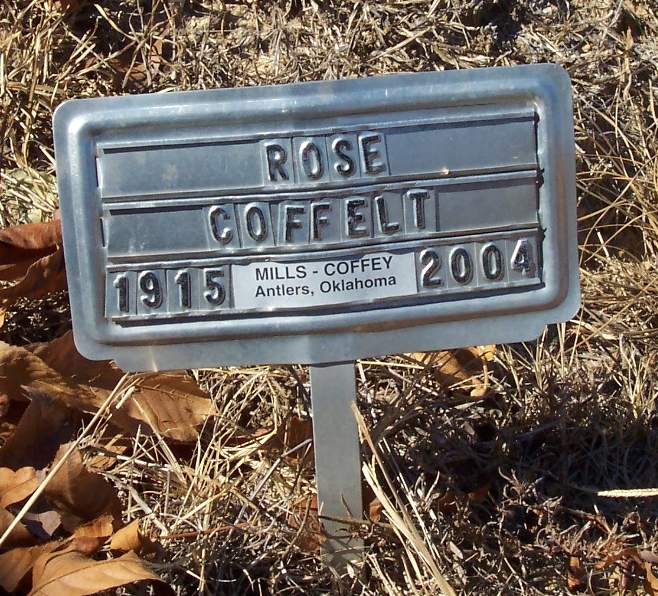 ROSE
COFFELT
1915 MILLS - COFFEY 2004
Antlers, Oklahoma